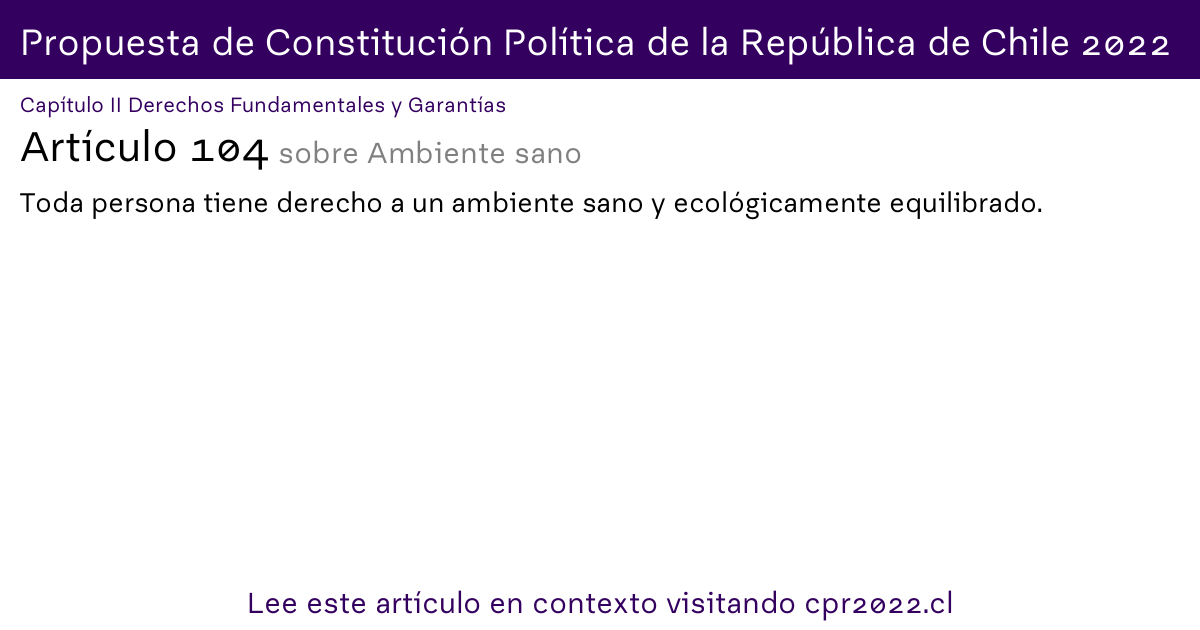 Propuesta de Constitución Política de la República de Chile 2022
Capítulo II Derechos Fundamentales y Garantías
Artículo 104 sobre Ambiente sano
Toda persona tiene derecho a un ambiente sano y ecológicamente equilibrado.
Lee este artículo en contexto visitando cpr2022.cl